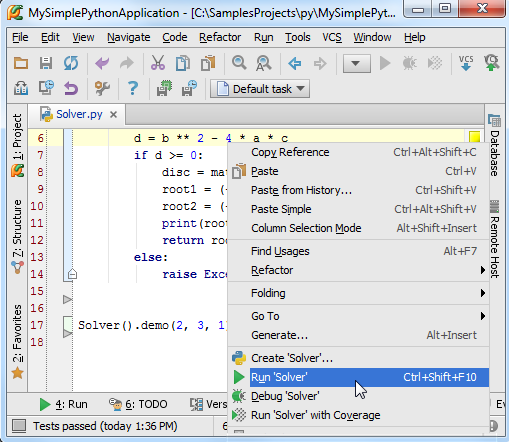 MySimplePythonApplication - [C:\SamplesProjects\py\MySimplePyt...
File Edit View Navigate Code Refactor Run Tools VCS Window Help
VCS
Default task
Solver.py
1: Project
Z: Structure
2: Favorites
Database
Remote Host
6 d = b ** 2 - 4 * a * c
7 if d >= 0:
8 disc = ma
9 root1 = (-
10 root2 = (-
11 print(root
12 return roo
13 else:
14 raise Exce
15
16
17 Solver().demo(2, 3, 1
18
Copy Reference Ctrl+Alt+Shift+C
Paste Ctrl+V
Paste from History... Ctrl+Shift+V
Paste Simple Ctrl+Alt+Shift+V
Column Selection Mode Alt+Shift+Insert
Find Usages Alt+F7
Refactor
Folding
Go To
Generate... Alt+Insert
Create 'Solver'...
Run 'Solver' Ctrl+Shift+F10
Debug 'Solver'
Run 'Solver' with Coverage
4: Run 6: TODO Vers
Tests passed (today 1:36 PM)